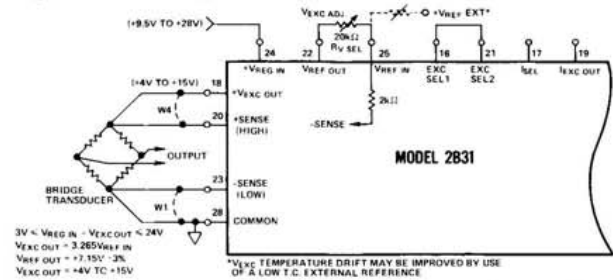 (+9.5V TO +28V)
VEXC ADJ.
20kΩ
RV SEL
+VREF EXT*
24
22
25
16
21
17
19
+VREG IN
VREF OUT
VREF IN
EXC SEL1
EXC SEL2
ISEL
IEXC OUT
(+4V TO +15V)
18
+VEXC OUT
2kΩ
W4
20
+SENSE
(HIGH)
-SENSE
OUTPUT
MODEL 2B31
23
-SENSE
(LOW)
BRIDGE
TRANSDUCER
W1
28
COMMON
3V < VREG IN - VEXC OUT < 24V
VEXC OUT = 3.265VREF IN
VREF OUT = +7.15V -3%
VEXC OUT = +4V TC +15V
*VEXC TEMPERATURE DRIFT MAY BE IMPROVED BY USE
OF A LOW T.C. EXTERNAL REFERENCE